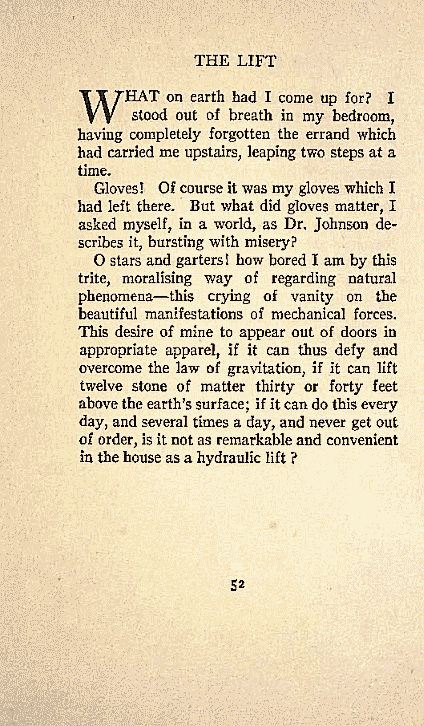 THE LIFT
WHAT on earth had I come up for? I
stood out of breath in my bedroom,
having completely forgotten the errand which
had carried me upstairs, leaping two steps at a
time.
Gloves! Of course it was my gloves which I
had left there. But what did gloves matter, I
asked myself, in a world, as Dr. Johnson de-
scribes it, bursting with misery?
O stars and garters! how bored I am by this
trite, moralising way of regarding natural
phenomena—this crying of vanity on the
beautiful manifestations of mechanical forces.
This desire of mine to appear out of doors in
appropriate apparel, if it can thus defy and
overcome the law of gravitation, if it can lift
twelve stone of matter thirty or forty feet
above the earth's surface; if it can do this every
day, and several times a day, and never get out
of order, is it not as remarkable and convenient
in the house as a hydraulic lift?
52